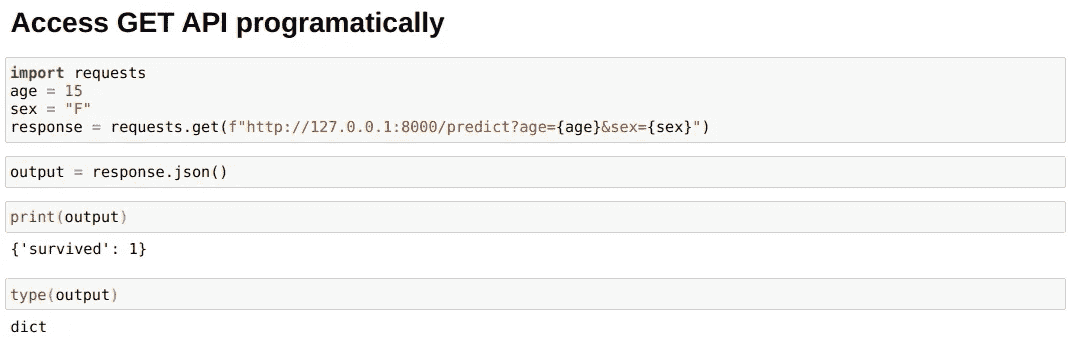 Access GET API programatically
import requests
age = 15
sex = "F"
response = requests.get(f"http://127.0.0.1:8000/predict?age={age}&sex={sex}")
output = response.json()
print(output)
{'survived': 1}
type(output)
dict